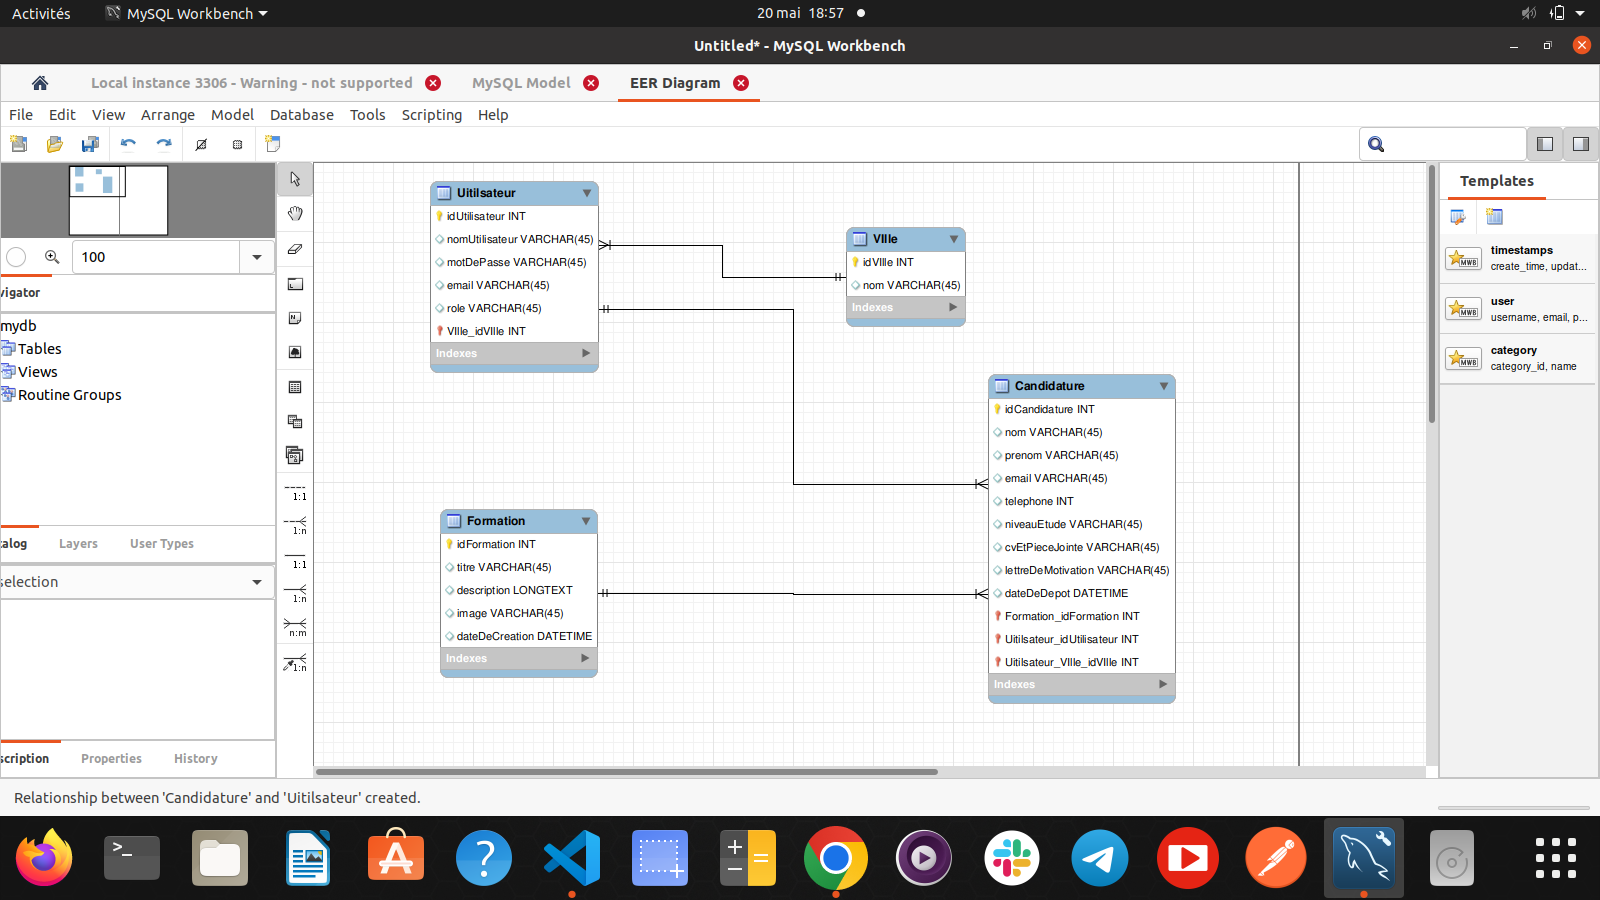 Activités
MySQL Workbench
20 mai 18:57
Untitled* - MySQL Workbench
Local instance 3306 - Warning - not supported
MySQL Model
EER Diagram
File Edit View Arrange Model Database Tools Scripting Help
100
vigator
mydb
Tables
Views
Routine Groups
alog
Layers
User Types
selection
scription
Properties
History
1:1
1:n
1:1
1:n
n:m
1:n
Uitilsateur
idUtilisateur INT
nomUtilisateur VARCHAR(45)
motDePasse VARCHAR(45)
email VARCHAR(45)
role VARCHAR(45)
VIlle_idVIlle INT
Indexes
VIlle
idVIlle INT
nom VARCHAR(45)
Indexes
Formation
idFormation INT
titre VARCHAR(45)
description LONGTEXT
image VARCHAR(45)
dateDeCreation DATETIME
Indexes
Candidature
idCandidature INT
nom VARCHAR(45)
prenom VARCHAR(45)
email VARCHAR(45)
telephone INT
niveauEtude VARCHAR(45)
cvEtPieceJointe VARCHAR(45)
lettreDeMotivation VARCHAR(45)
dateDeDepot DATETIME
Formation_idFormation INT
Uitilsateur_idUtilisateur INT
Uitilsateur_VIlle_idVIlle INT
Indexes
Templates
MWB
timestamps
create_time, updat...
MWB
user
username, email, p...
MWB
category
category_id, name
Relationship between 'Candidature' and 'Uitilsateur' created.